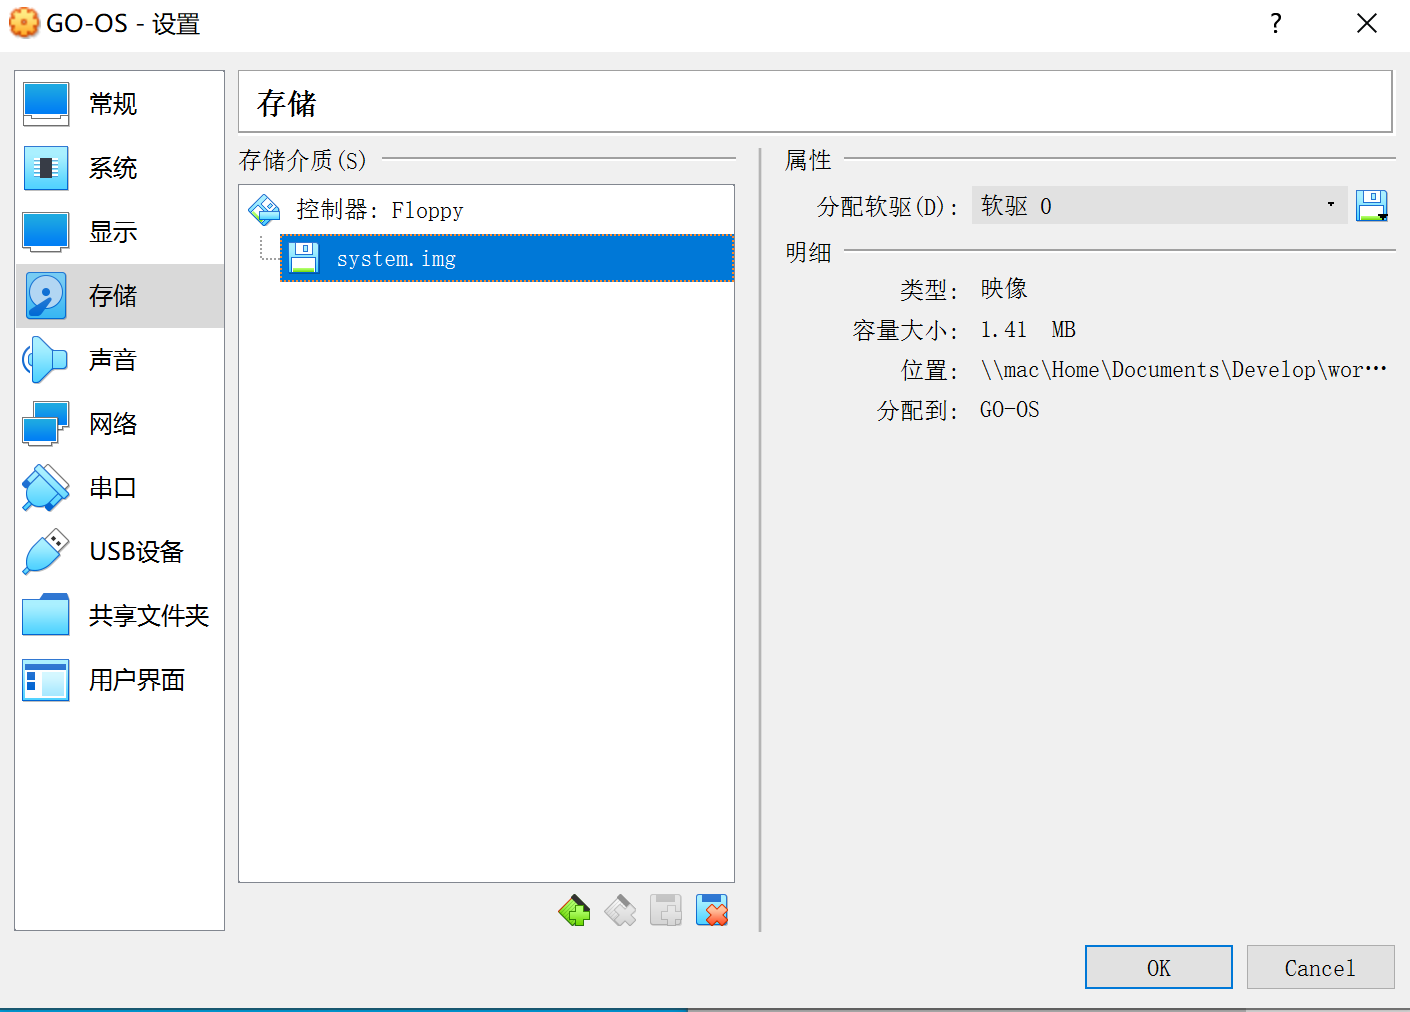 GO-OS - 设置
?
常规
系统
显示
存储
声音
网络
串口
USB设备
共享文件夹
用户界面
存储
存储介质(S)
控制器: Floppy
system.img
属性
分配软驱(D): 软驱 0
明细
类型: 映像
容量大小: 1.41 MB
位置: \\mac\Home\Documents\Develop\wor…
分配到: GO-OS
OK
Cancel